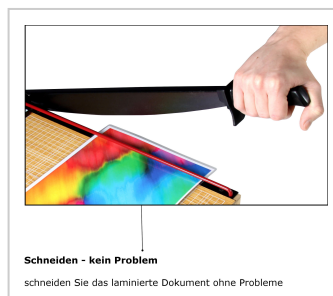 Schneiden - kein Problem
schneiden Sie das laminierte Dokument ohne Probleme